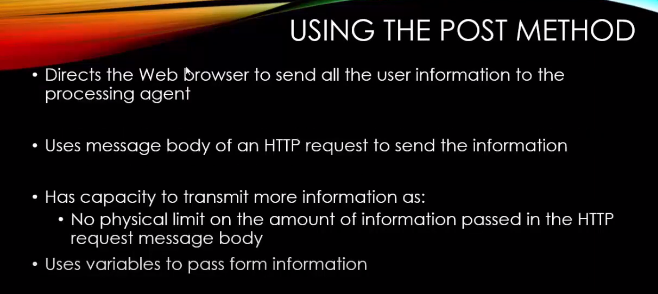 USING THE POST METHOD
• Directs the Web browser to send all the user information to the
processing agent
• Uses message body of an HTTP request to send the information
• Has capacity to transmit more information as:
• No physical limit on the amount of information passed in the HTTP
request message body
• Uses variables to pass form information